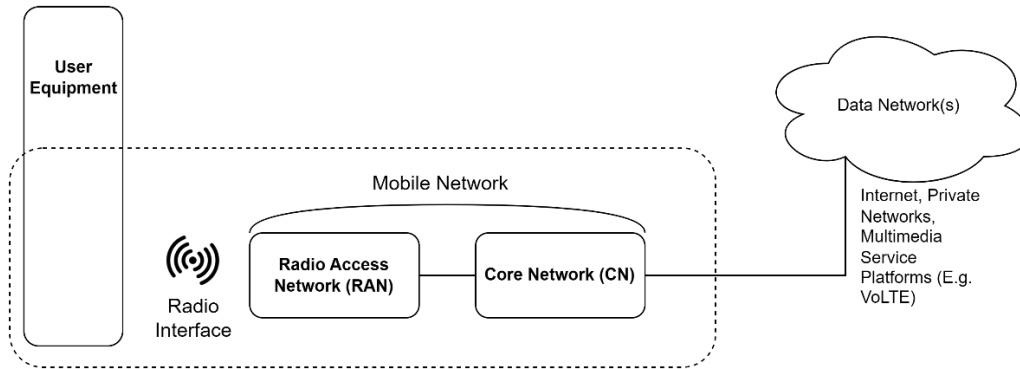 User
Equipment
Data Network(s)
Mobile Network
Internet, Private
Networks,
Multimedia
Service
Platforms (E.g.
VoLTE)
Radio Access
Network (RAN)
Core Network (CN)
Radio
Interface